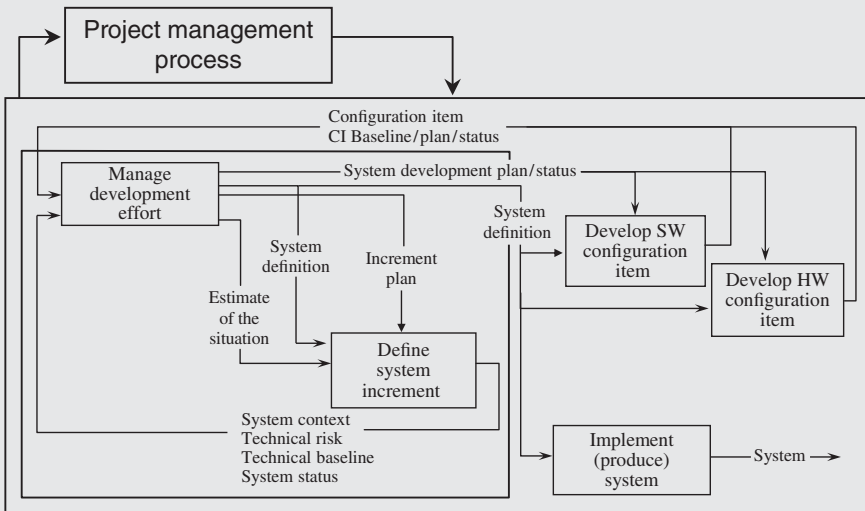 Project management
process
Configuration item
CI Baseline/plan/status
Manage
development
effort
System development plan/status
System
definition
Develop SW
configuration
item
System
definition
Increment
plan
Develop HW
configuration
item
Estimate
of the
situation
Define
system
increment
System context
Technical risk
Technical baseline
System status
Implement
(produce)
system
System